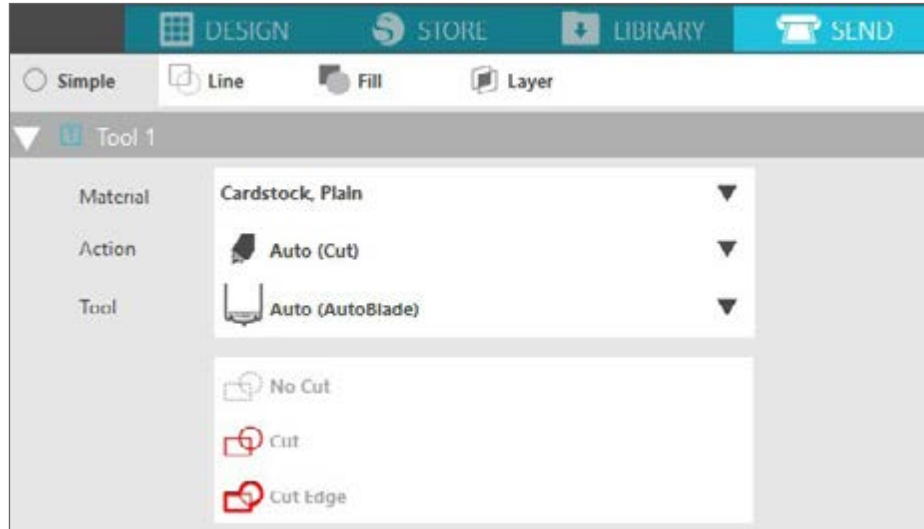 DESIGN STORE LIBRARY SEND
Simple Line Fill Layer
Tool 1
Material Cardstock, Plain
Action Auto (Cut)
Tool Auto (AutoBlade)
No Cut
Cut
Cut Edge